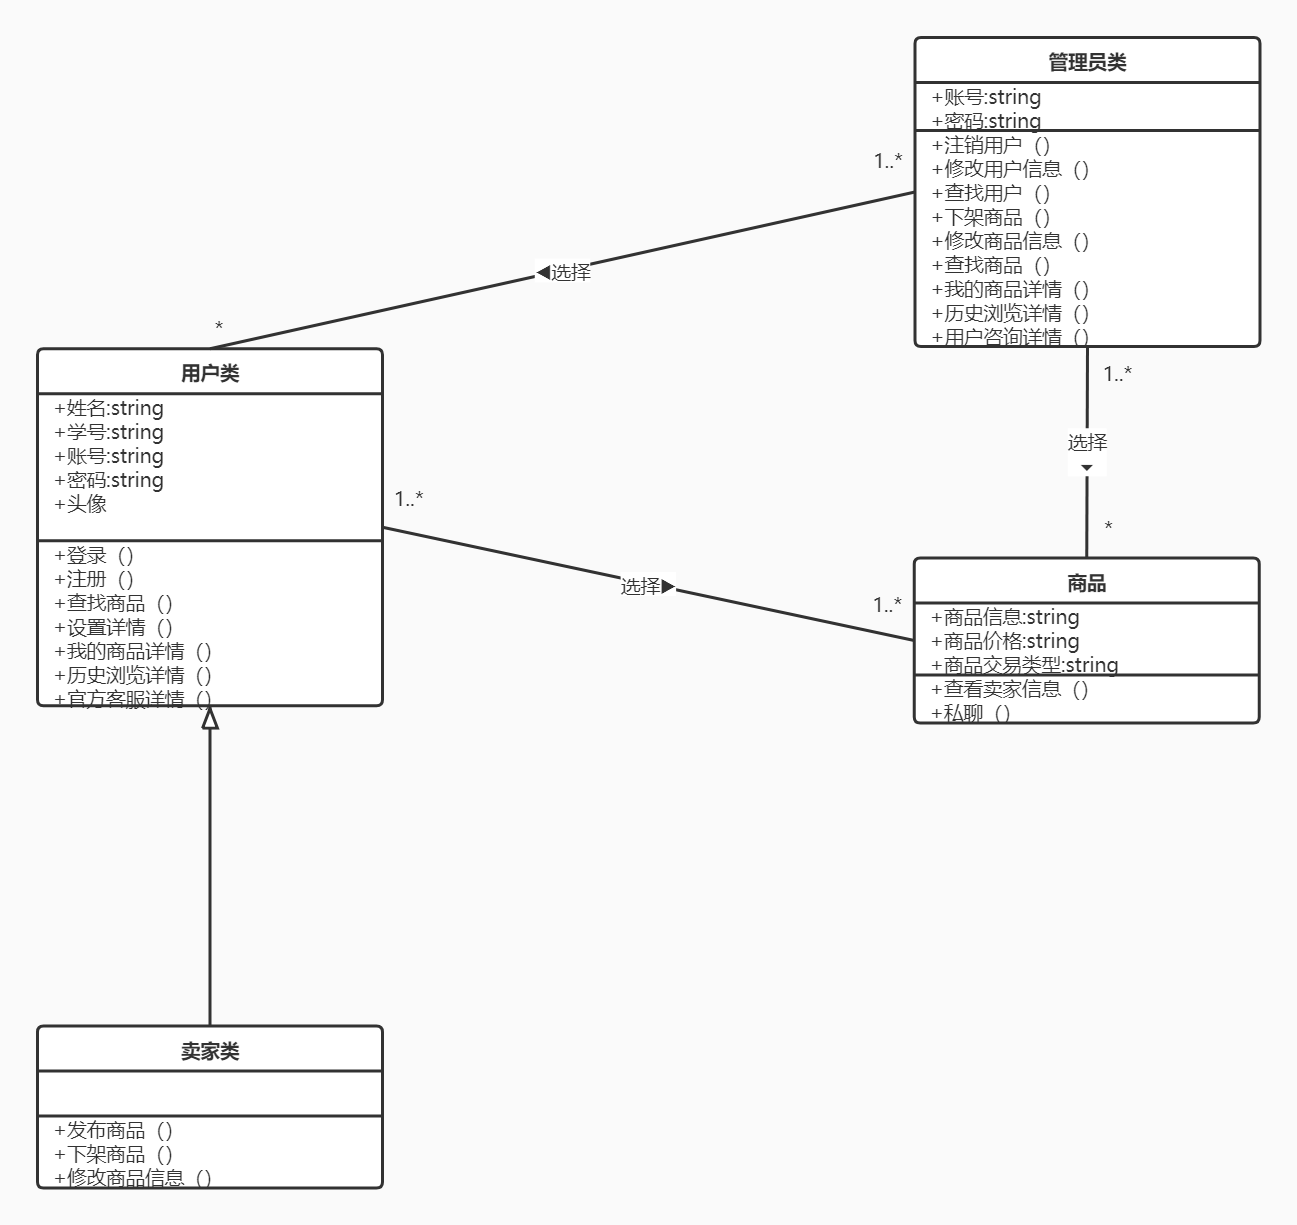 管理员类
+账号:string
+密码:string
+注销用户（）
+修改用户信息（）
+查找用户（）
+下架商品（）
+修改商品信息（）
+查找商品（）
+我的商品详情（）
+历史浏览详情（）
+用户咨询详情（）
1..*
◀选择
*
用户类
+姓名:string
+学号:string
+账号:string
+密码:string
+头像
+登录（）
+注册（）
+查找商品（）
+设置详情（）
+我的商品详情（）
+历史浏览详情（）
+官方客服详情（）
1..*
选择
*
1..*
选择▶
1..*
商品
+商品信息:string
+商品价格:string
+商品交易类型:string
+查看卖家信息（）
+私聊（）
卖家类
+发布商品（）
+下架商品（）
+修改商品信息（）